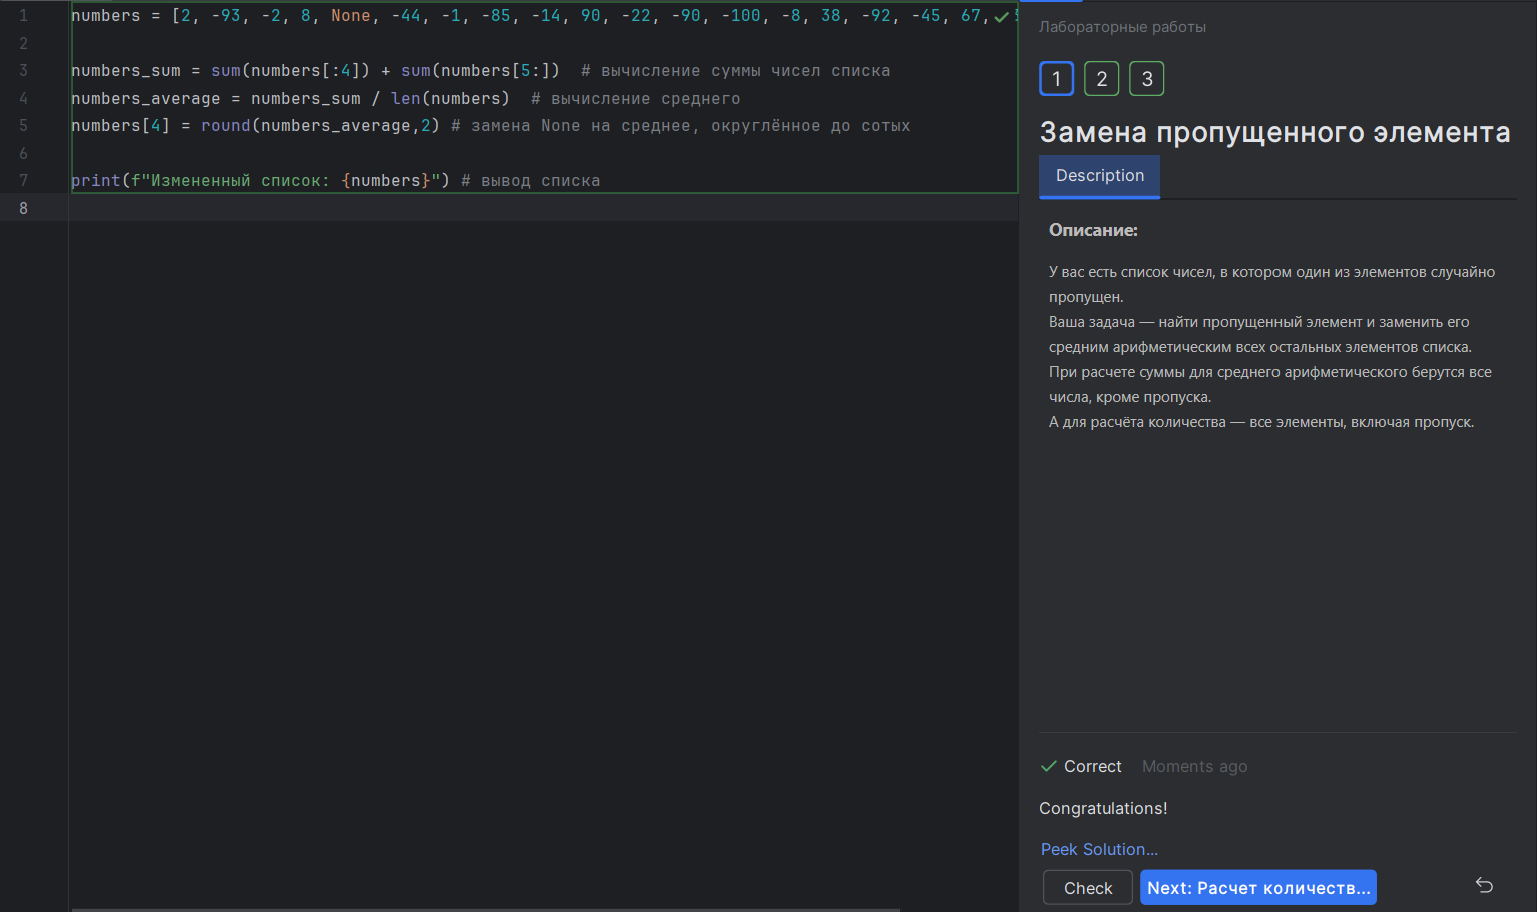 1 numbers = [2, -93, -2, 8, None, -44, -1, -85, -14, 90, -22, -90, -100, -8, 38, -92, -45, 67,
2
3 numbers_sum = sum(numbers[:4]) + sum(numbers[5:])  # вычисление суммы чисел списка
4 numbers_average = numbers_sum / len(numbers)  # вычисление среднего
5 numbers[4] = round(numbers_average,2) # замена None на среднее, округлённое до сотых
6
7 print(f"Измененный список: {numbers}") # вывод списка
8
Лабораторные работы
1 2 3
Замена пропущенного элемента
Description
Описание:
У вас есть список чисел, в котором один из элементов случайно
пропущен.
Ваша задача — найти пропущенный элемент и заменить его
средним арифметическим всех остальных элементов списка.
При расчете суммы для среднего арифметического берутся все
числа, кроме пропуска.
А для расчёта количества — все элементы, включая пропуск.
Correct Moments ago
Congratulations!
Peek Solution...
Check Next: Расчет количеств...